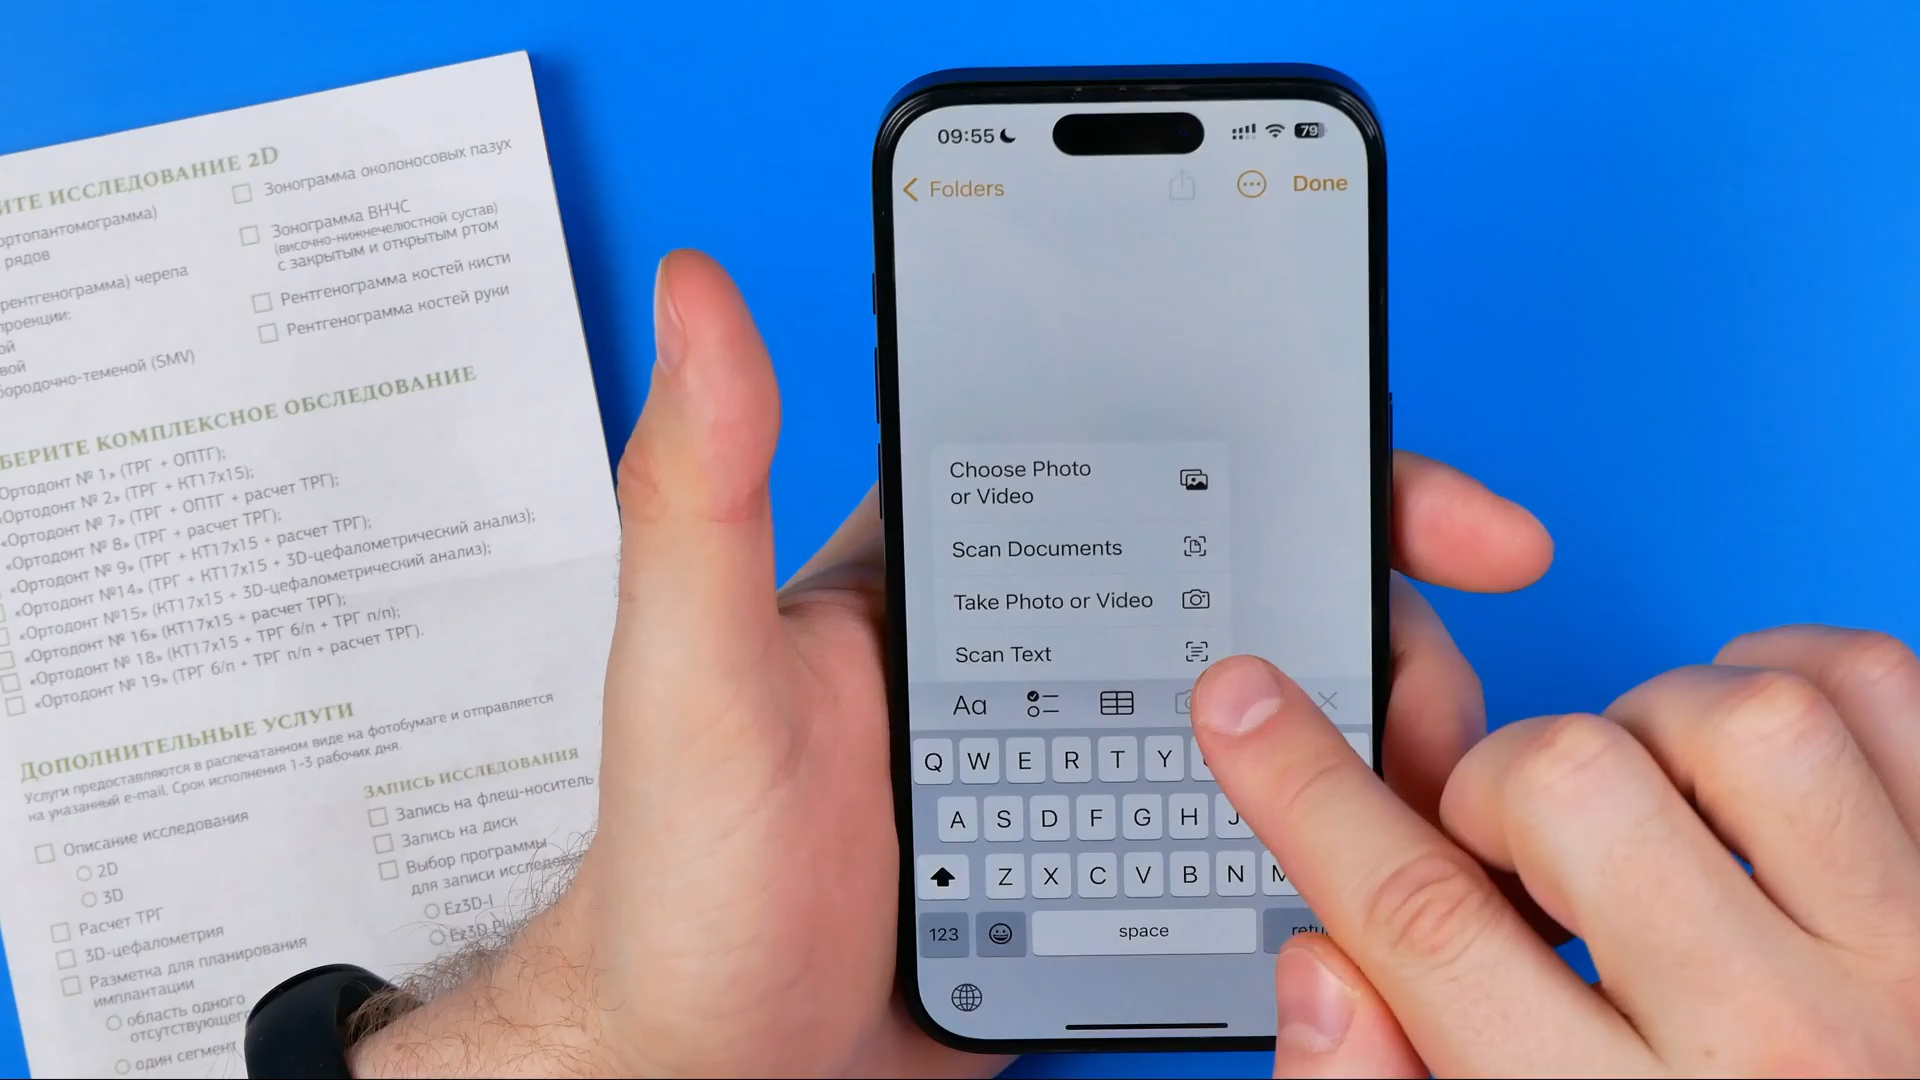 ИТЕ ИССЛЕДОВАНИЕ 2D
ортопантомограмма)
рядов
рентгенограмма) черепа
проекции:
ой
вой
бородочно-теменой (SMV)
Зонограмма околоносовых пазух
Зонограмма ВНЧС
(височно-нижнечелюстной сустав)
с закрытым и открытым ртом
Рентгенограмма костей кисти
Рентгенограмма костей руки
БЕРИТЕ КОМПЛЕКСНОЕ ОБСЛЕДОВАНИЕ
Ортодонт № 1» (ТРГ + ОПТГ);
«Ортодонт № 2» (ТРГ + КТ17х15);
«Ортодонт № 7» (ТРГ + ОПТГ + расчет ТРГ);
«Ортодонт № 8» (ТРГ + расчет ТРГ);
«Ортодонт № 9» (ТРГ + КТ17х15 + расчет ТРГ);
«Ортодонт №14» (ТРГ + КТ17х15 + 3D-цефалометрический анализ);
«Ортодонт №15» (КТ17х15 + 3D-цефалометрический анализ);
«Ортодонт № 16» (КТ17х15 + расчет ТРГ);
«Ортодонт № 18» (КТ17х15 + ТРГ б/п + ТРГ п/п);
«Ортодонт № 19» (ТРГ б/п + ТРГ п/п + расчет ТРГ).
ДОПОЛНИТЕЛЬНЫЕ УСЛУГИ
Услуги предоставляются в распечатанном виде на фотобумаге и отправляется
на указанный e-mail. Срок исполнения 1-3 рабочих дня.
Описание исследования
2D
3D
Расчет ТРГ
3D-цефалометрия
Разметка для планирования
имплантации
область одного
отсутствующего
один сегмент
ЗАПИСЬ ИССЛЕДОВАНИЯ
Запись на флеш-носитель
Запись на диск
Выбор программы
для записи исследо
Ez3D-I
Ez3D Pl
09:55
79
Folders
Done
Choose Photo
or Video
Scan Documents
Take Photo or Video
Scan Text
Aa
Q W E R T Y
A S D F G H J
Z X C V B N M
123
space
retu